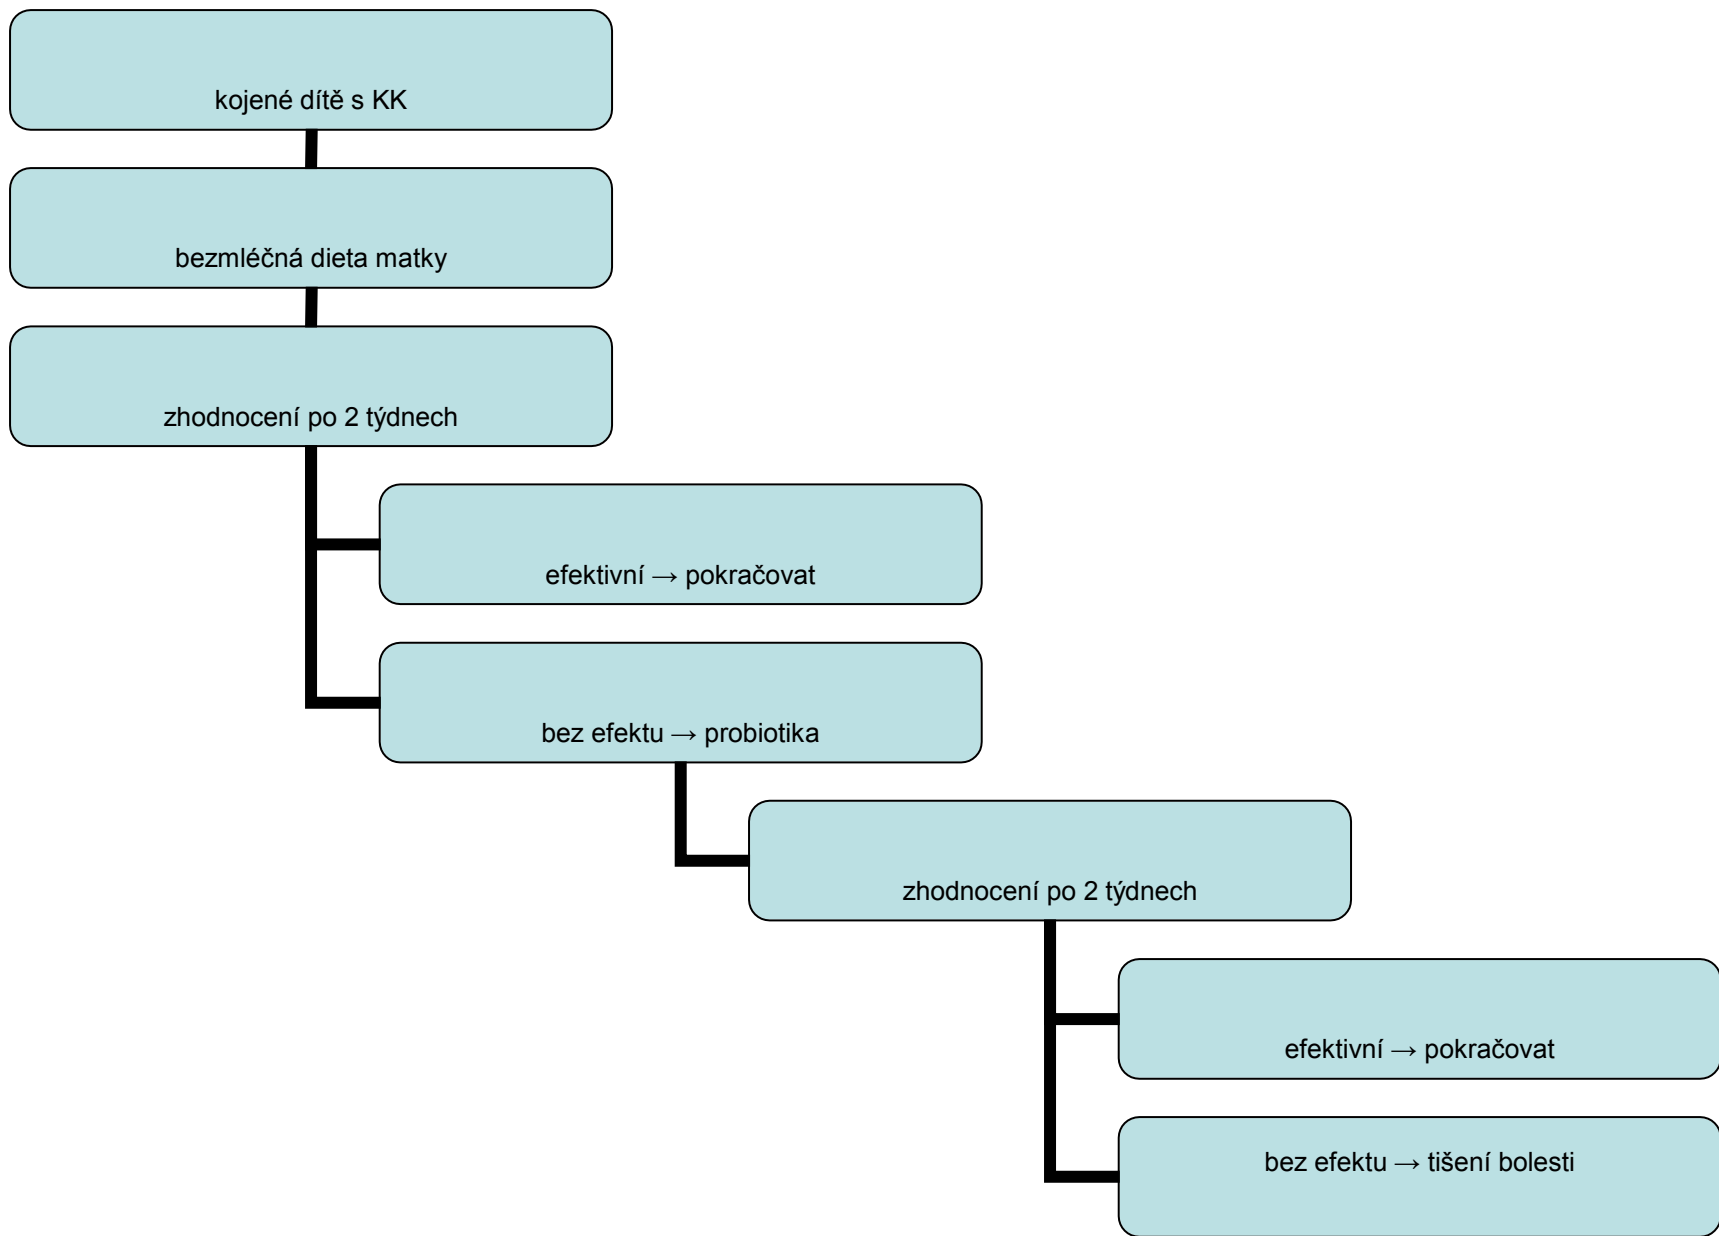 kojené dítě s KK
bezmléčná dieta matky
zhodnocení po 2 týdnech
efektivní → pokračovat
bez efektu → probiotika
zhodnocení po 2 týdnech
efektivní → pokračovat
bez efektu → tišení bolesti